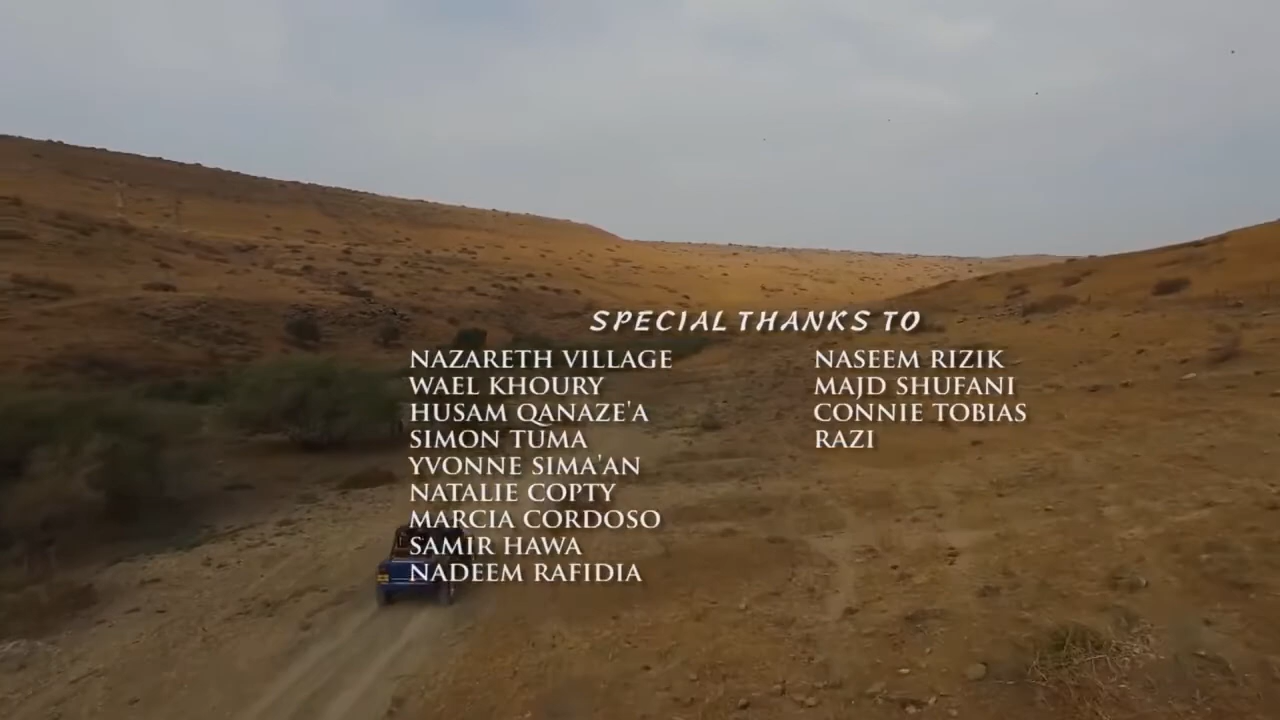 SPECIAL THANKS TO
NAZARETH VILLAGE
WAEL KHOURY
HUSAM QANAZE'A
SIMON TUMA
YVONNE SIMA'AN
NATALIE COPTY
MARCIA CORDOSO
SAMIR HAWA
NADEEM RAFIDIA
NASEEM RIZIK
MAJD SHUFANI
CONNIE TOBIAS
RAZI